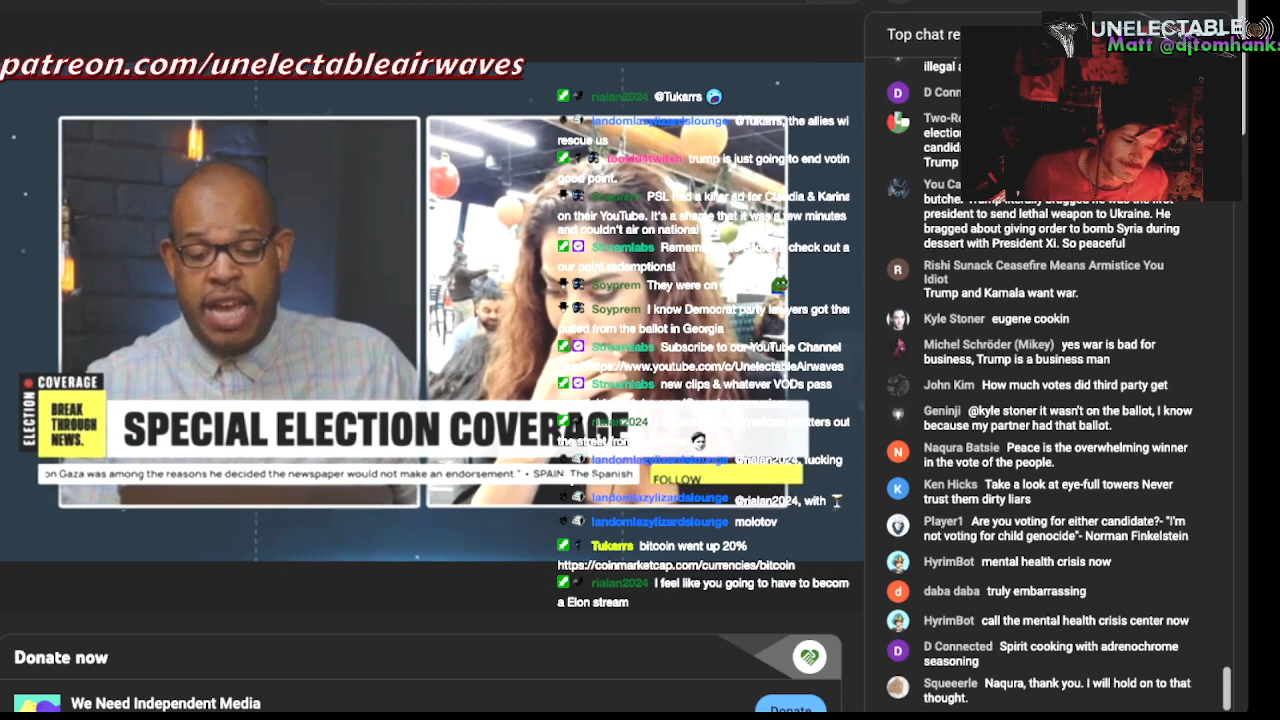 patreon.com/unelectableairwaves
rialan2024 @Tukarrs
landomlazylizardslounge @Tukarrs, the allies wi
rescue us
trump is just going to end votin
good point.
Soyprem PSL had a killer ad for Claudia & Karina
on their YouTube. It's a shame that it was a few minutes
and couldn't air on national
Streamlabs check out a
our point redemptions!
Soyprem They were on
Soyprem I know Democrat party lawyers got the
pulled from the ballot in Georgia
Streamlabs Subscribe to our YouTube Channel
https://www.youtube.com/c/UnelectableAirwaves
Streamlabs new clips & whatever VODs pass
rialan2024
the street from
landomlazylizardslounge @rialan2024, fucking
landomlazylizardslounge @rialan2024, with
landomlazylizardslounge molotov
Tukarrs bitcoin went up 20%
https://coinmarketcap.com/currencies/bitcoin
rialan2024 I feel like you going to have to becom
a Elon stream
ELECTION
COVERAGE
BREAK
THROUGH
NEWS.
SPECIAL ELECTION COVERAGE
on Gaza was among the reasons he decided the newspaper would not make an endorsement." • SPAIN: The Spanish
FOLLOW
Donate now
We Need Independent Media
Donate
Top chat re
UNELECTABLE
Matt @djtomhanks
illegal a
D Conn
Two-Ro
election
candid
Trump
You Ca
butche. Trump literally bragged he was the first
president to send lethal weapon to Ukraine. He
bragged about giving order to bomb Syria during
dessert with President Xi. So peaceful
Rishi Sunack Ceasefire Means Armistice You
Idiot
Trump and Kamala want war.
Kyle Stoner eugene cookin
Michel Schröder (Mikey) yes war is bad for
business, Trump is a business man
John Kim How much votes did third party get
Geninji @kyle stoner it wasn't on the ballot, I know
because my partner had that ballot.
Naqura Batsie Peace is the overwhelming winner
in the vote of the people.
Ken Hicks Take a look at eye-full towers Never
trust them dirty liars
Player1 Are you voting for either candidate?- "I'm
not voting for child genocide"- Norman Finkelstein
HyrimBot mental health crisis now
daba daba truly embarrassing
HyrimBot call the mental health crisis center now
D Connected Spirit cooking with adrenochrome
seasoning
Squeeerle Naqura, thank you. I will hold on to that
thought.